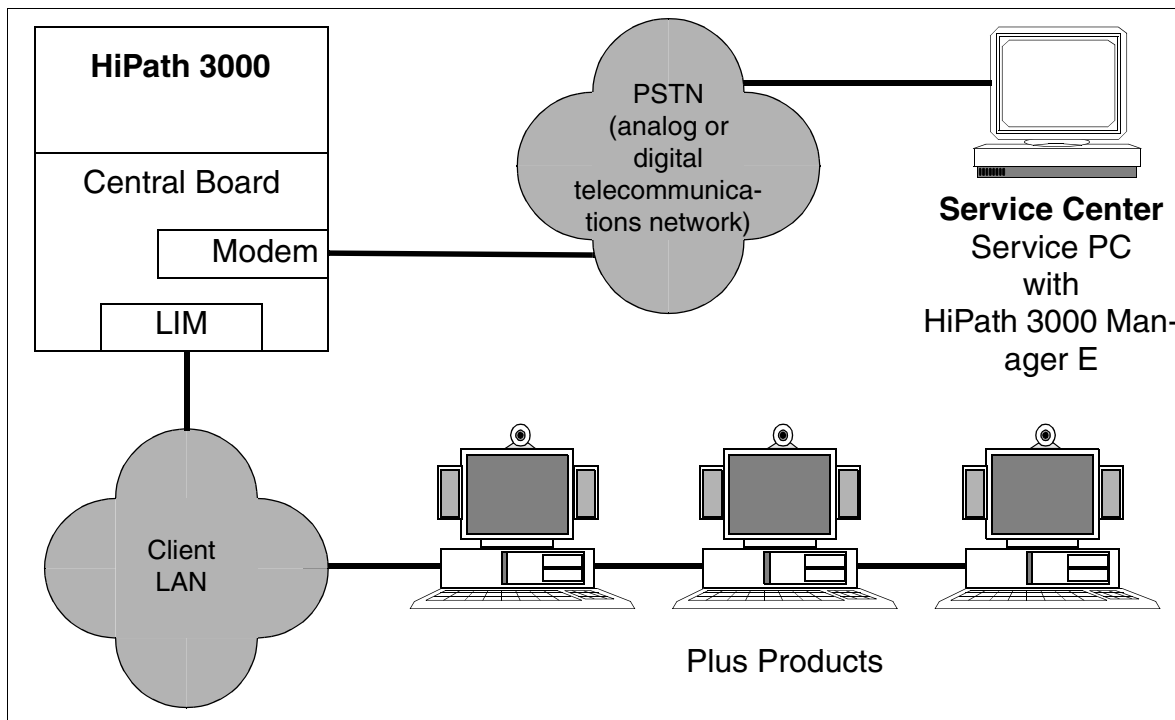 HiPath 3000
Central Board
Modem
LIM
PSTN
(analog or
digital
telecommunica-
tions network)
Service Center
Service PC
with
HiPath 3000 Man-
ager E
Client
LAN
Plus Products